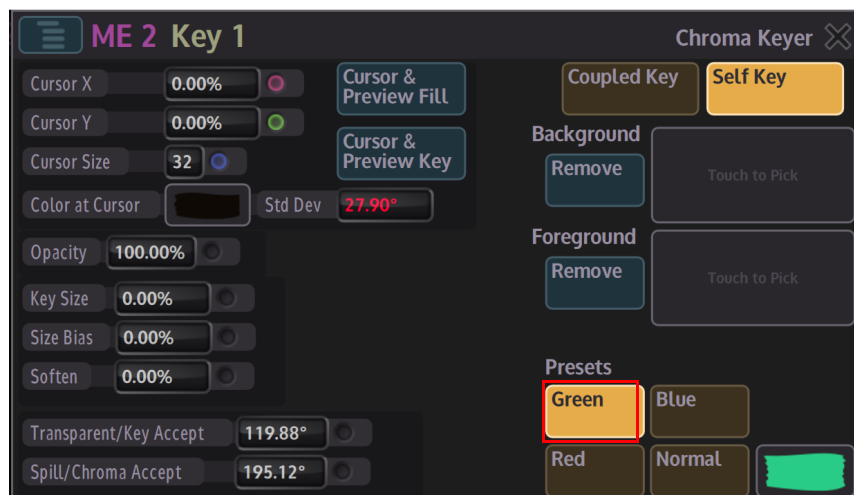 ME 2 Key 1
Chroma Keyer
Cursor X 0.00%
Cursor &
Preview Fill
Coupled Key
Self Key
Cursor Y 0.00%
Cursor &
Preview Key
Background
Remove
Touch to Pick
Cursor Size 32
Color at Cursor
Std Dev 27.90°
Foreground
Remove
Touch to Pick
Opacity 100.00%
Key Size 0.00%
Size Bias 0.00%
Soften 0.00%
Presets
Green
Blue
Transparent/Key Accept 119.88°
Spill/Chroma Accept 195.12°
Red
Normal